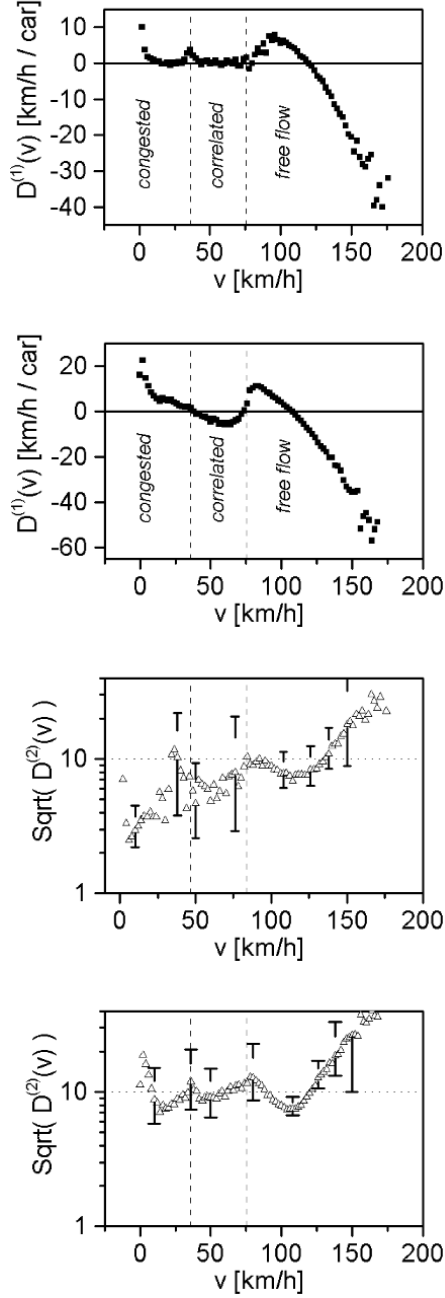 D⁽¹⁾(v) [km/h / car]
10
0
-10
-20
-30
-40
congested
correlated
free flow
0 50 100 150 200
v [km/h]
D⁽¹⁾(v) [km/h / car]
20
0
-20
-40
-60
congested
correlated
free flow
0 50 100 150 200
v [km/h]
Sqrt( D⁽²⁾(v) )
10
1
0 50 100 150 200
v [km/h]
Sqrt( D⁽²⁾(v) )
10
1
0 50 100 150 200
v [km/h]